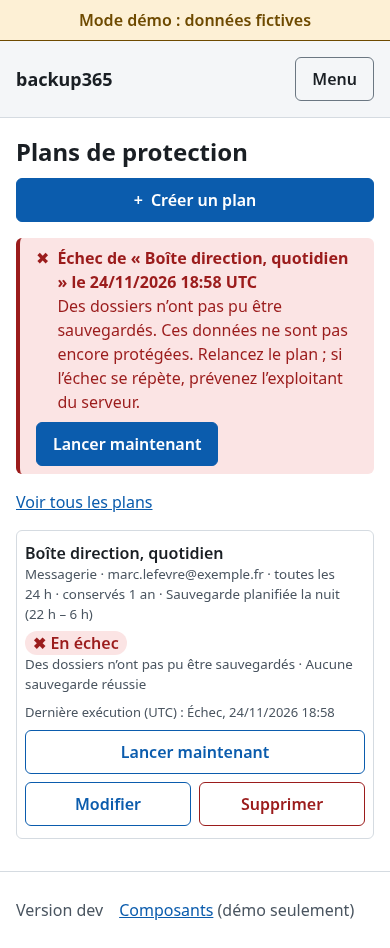 Mode démo : données fictives
backup365
Menu
Plans de protection
+ Créer un plan
✖ Échec de « Boîte direction, quotidien
» le 24/11/2026 18:58 UTC
Des dossiers n’ont pas pu être
sauvegardés. Ces données ne sont pas
encore protégées. Relancez le plan ; si
l’échec se répète, prévenez l’exploitant
du serveur.
Lancer maintenant
Voir tous les plans
Boîte direction, quotidien
Messagerie · marc.lefevre@exemple.fr · toutes les
24 h · conservés 1 an · Sauvegarde planifiée la nuit
(22 h – 6 h)
✖ En échec
Des dossiers n’ont pas pu être sauvegardés · Aucune
sauvegarde réussie
Dernière exécution (UTC) : Échec, 24/11/2026 18:58
Lancer maintenant
Modifier
Supprimer
Version dev Composants (démo seulement)